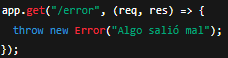 app.get("/error", (req, res) => {
  throw new Error("Algo salió mal");
});